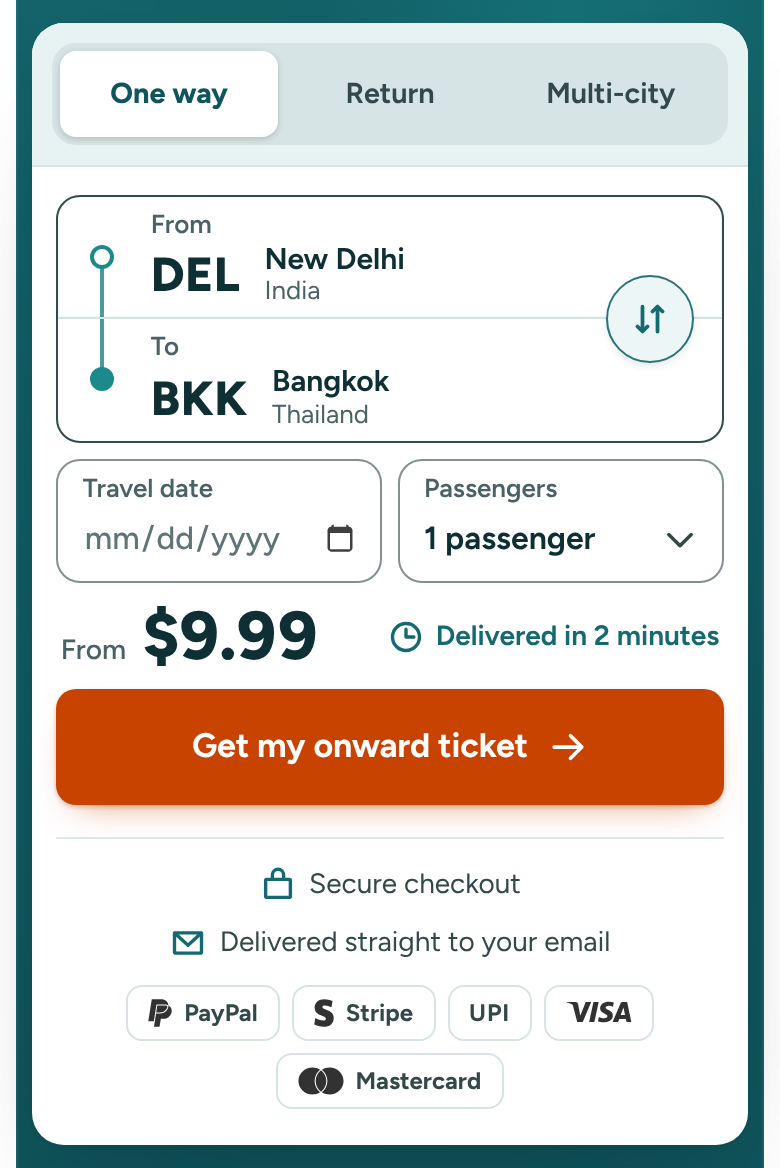 One way Return Multi-city
From
DEL New Delhi
India
To
BKK Bangkok
Thailand
Travel date Passengers
mm/dd/yyyy 1 passenger
From $9.99 Delivered in 2 minutes
Get my onward ticket
Secure checkout
Delivered straight to your email
PayPal Stripe UPI VISA
Mastercard